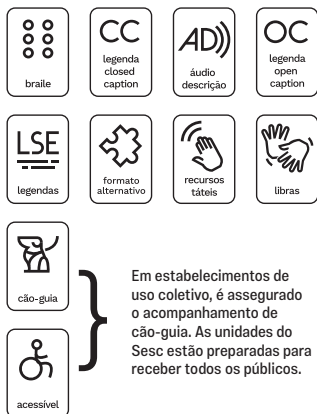 braile
CC
legenda
closed
caption
AD))
áudio
descrição
OC
legenda
open
caption
LSE
legendas
formato
alternativo
recursos
táteis
libras
cão-guia
acessível
Em estabelecimentos de
uso coletivo, é assegurado
o acompanhamento de
cão-guia. As unidades do
Sesc estão preparadas para
receber todos os públicos.